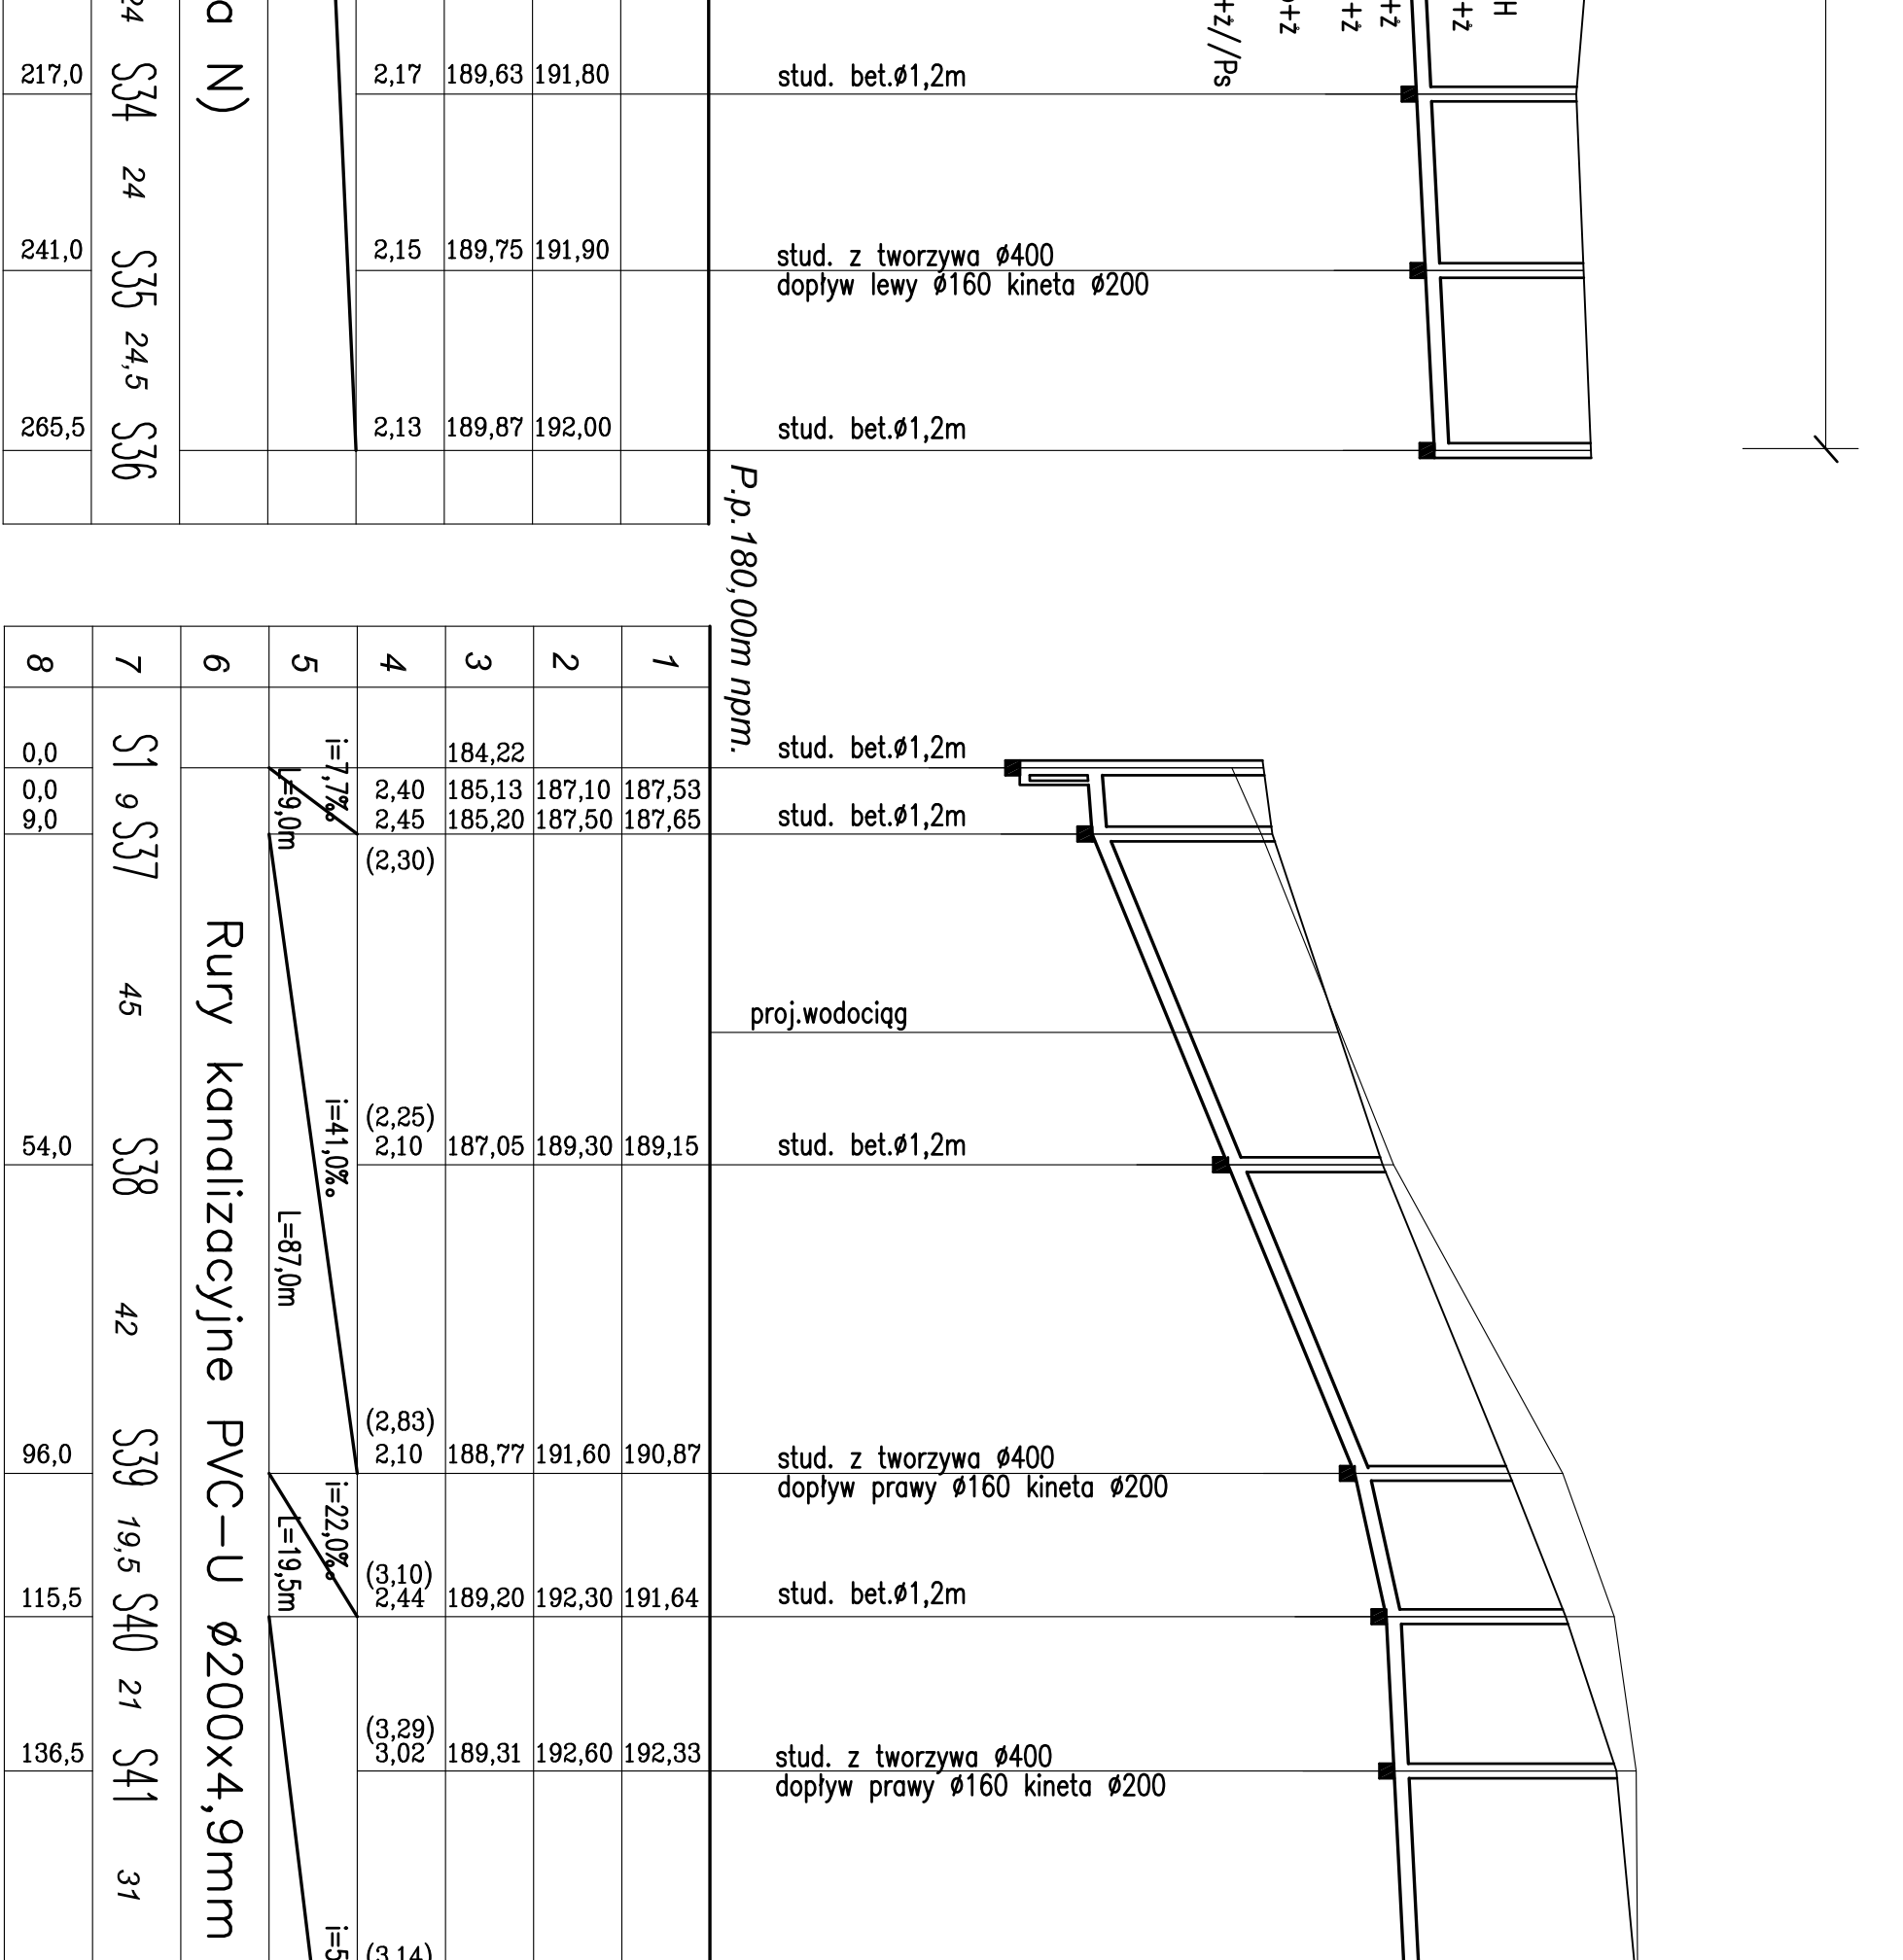 H
+ż
+ż
+ż
+ż//Ps
24
a N)
217,0
S34
2,17
189,63
191,80
stud. bet.ø1,2m
24
241,0
S35
2,15
189,75
191,90
stud. z tworzywa ø400
dopływ lewy ø160 kineta ø200
24,5
265,5
S36
2,13
189,87
192,00
stud. bet.ø1,2m
P.p.180,00m npm.
8
7
6
5
4
3
2
1
0,0
S1
184,22
stud. bet.ø1,2m
i=7,7‰
L=9,0m
0,0
2,40
185,13
187,10
187,53
9
9,0
S37
2,45
185,20
187,50
187,65
stud. bet.ø1,2m
(2,30)
45
proj.wodociąg
i=41,0‰
L=87,0m
(2,25)
54,0
S38
2,10
187,05
189,30
189,15
stud. bet.ø1,2m
42
Rury kanalizacyjne PVC-U ø200x4,9mm
(2,83)
96,0
S39
2,10
188,77
191,60
190,87
stud. z tworzywa ø400
dopływ prawy ø160 kineta ø200
i=22,0‰
L=19,5m
19,5
(3,10)
115,5
S40
2,44
189,20
192,30
191,64
stud. bet.ø1,2m
21
(3,29)
136,5
S41
3,02
189,31
192,60
192,33
stud. z tworzywa ø400
dopływ prawy ø160 kineta ø200
31
i=5
(3,14)